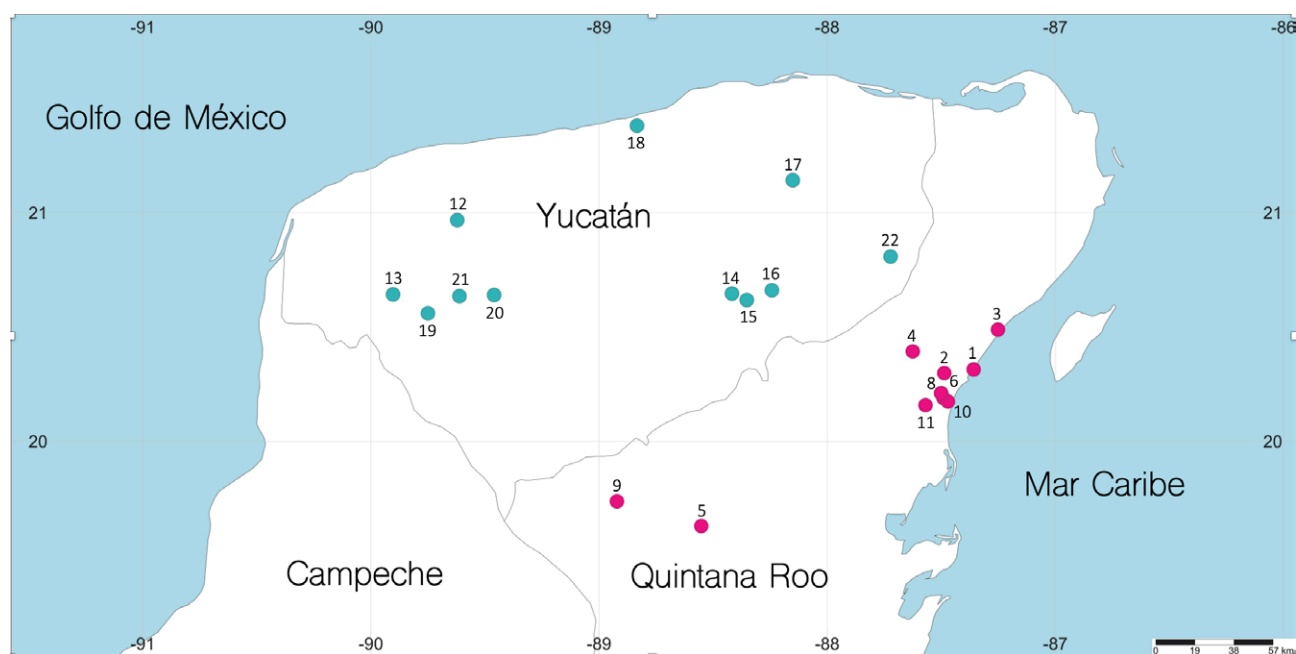 -91 -90 -89 -88 -87 -86
Golfo de México
18
17
Yucatán
12
21 21
22
13 21 20 14 16
19 15
3
4
1
2
8 6
11 10
20 20
9
Mar Caribe
5
Campeche
Quintana Roo
-91 -90 -89 -88 -87
0 19 38 57 kms